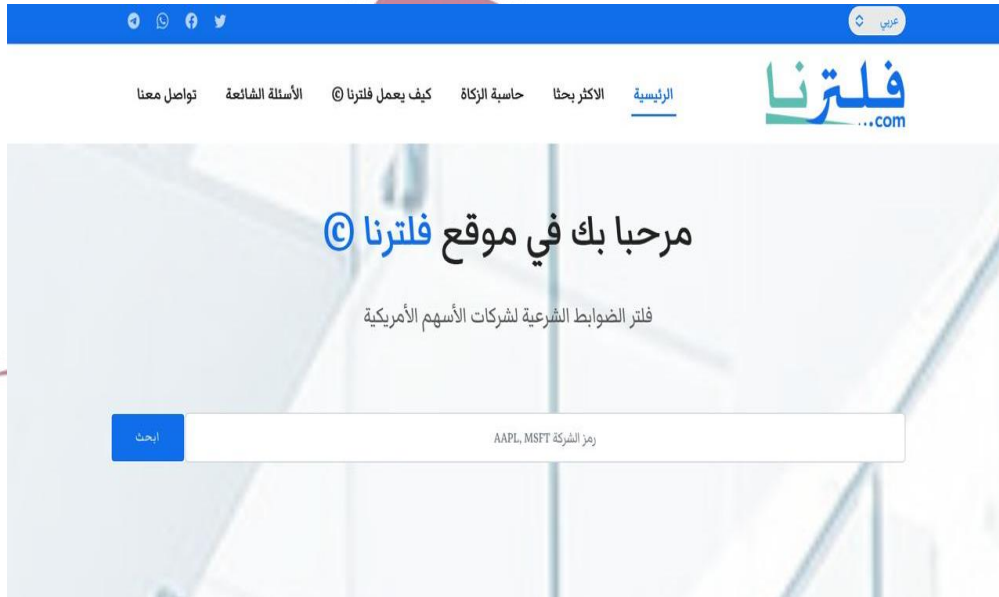 عربي
فلترنا
...com
الرئيسية
الاكثر بحثا
حاسبة الزكاة
كيف يعمل فلترنا ©
الأسئلة الشائعة
تواصل معنا
مرحبا بك في موقع فلترنا ©
فلتر الضوابط الشرعية لشركات الأسهم الأمريكية
رمز الشركة AAPL, MSFT
ابحث